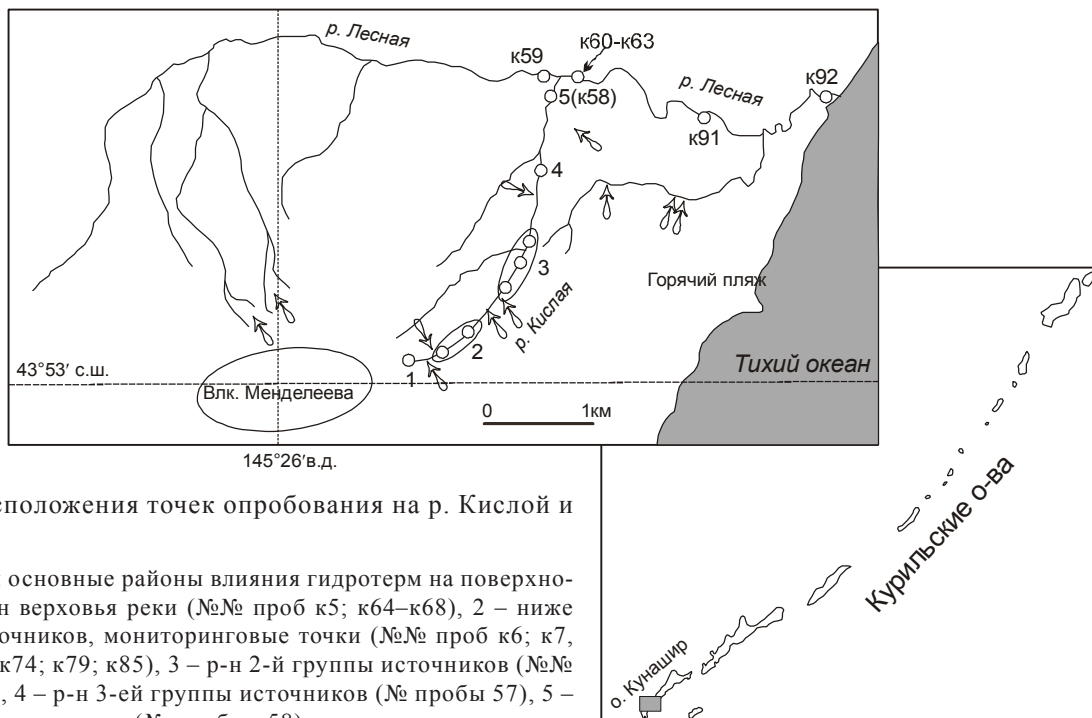 р. Лесная
к60-к63
к59
к92
5(к58)
р. Лесная
к91
4
3
Горячий пляж
р. Кислая
2
1
43°53′ с.ш.
Тихий океан
Влк. Менделеева
0 1км
145°26′в.д.
Курильские о-ва
о. Кунашир
сположения точек опробования на р. Кислой и
основные районы влияния гидротерм на поверхно-
н верховья реки (№№ проб к5; к64–к68), 2 – ниже
очников, мониторинговые точки (№№ проб к6; к7,
к74; к79; к85), 3 – р-н 2-й группы источников (№№
, 4 – р-н 3-ей группы источников (№ пробы 57), 5 –